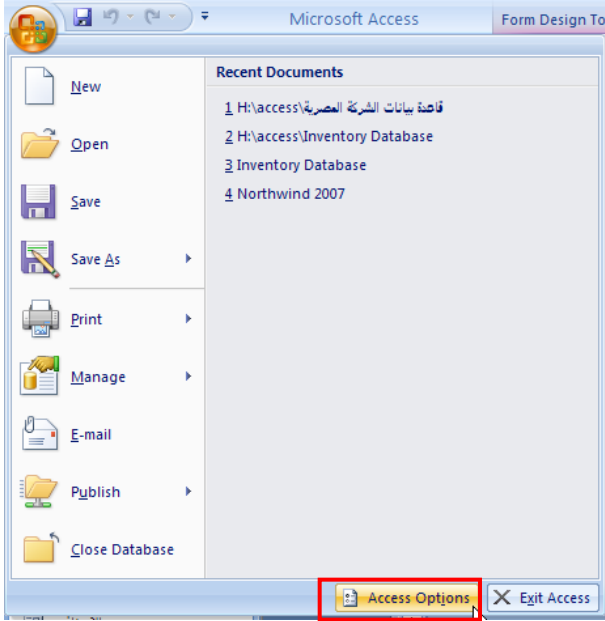 Microsoft Access
Form Design To
New
Open
Save
Save As
Print
Manage
E-mail
Publish
Close Database
Recent Documents
1 H:\access\قاعدة بيانات الشركة المصرية
2 H:\access\Inventory Database
3 Inventory Database
4 Northwind 2007
Access Options
Exit Access